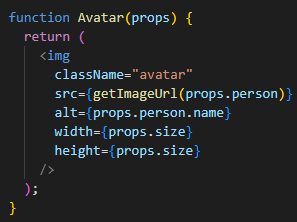 function Avatar(props) {
  return (
    <img
      className="avatar"
      src={getImageUrl(props.person)}
      alt={props.person.name}
      width={props.size}
      height={props.size}
    />
  );
}